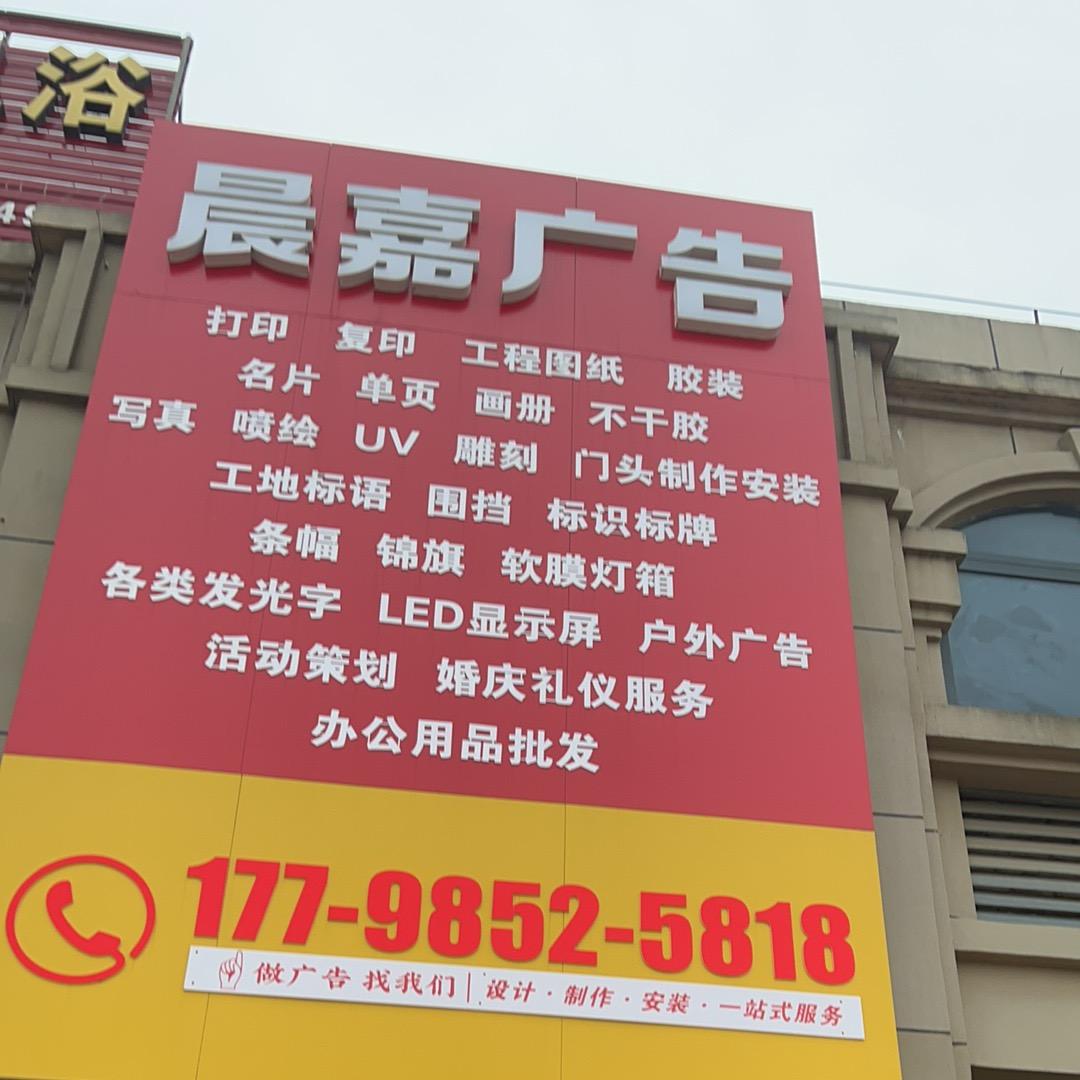 浴
晨嘉广告
打印 复印 工程图纸 胶装
名片 单页 画册 不干胶
写真 喷绘 UV 雕刻 门头制作安装
工地标语 围挡 标识标牌
条幅 锦旗 软膜灯箱
各类发光字 LED显示屏 户外广告
活动策划 婚庆礼仪服务
办公用品批发
177-9852-5818
做广告 找我们 | 设计·制作·安装·一站式服务